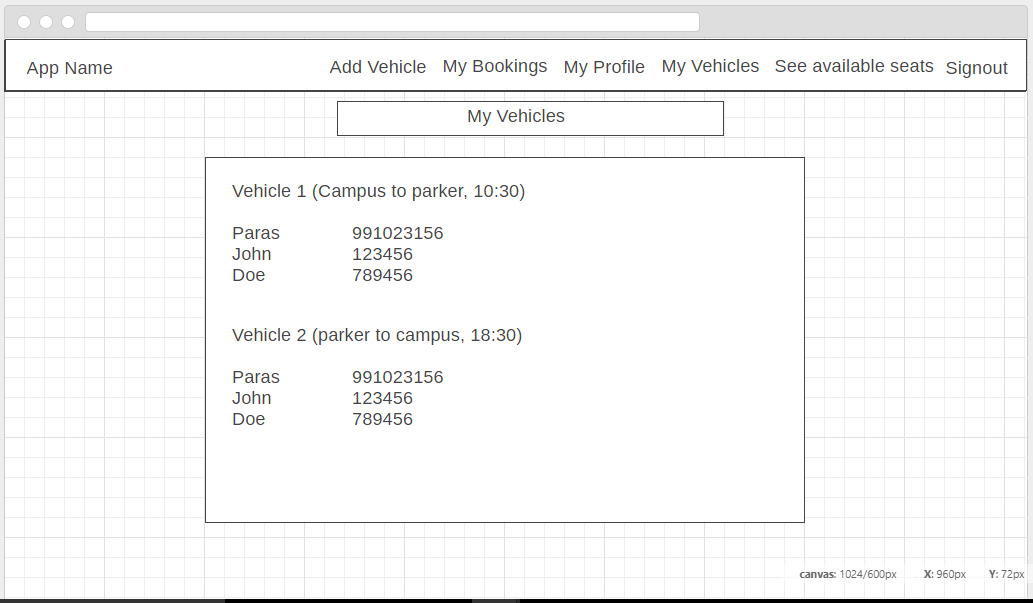 App Name Add Vehicle My Bookings My Profile My Vehicles See available seats Signout
My Vehicles
Vehicle 1 (Campus to parker, 10:30)
Paras 991023156
John 123456
Doe 789456
Vehicle 2 (parker to campus, 18:30)
Paras 991023156
John 123456
Doe 789456
canvas: 1024/600px X: 960px Y: 72px